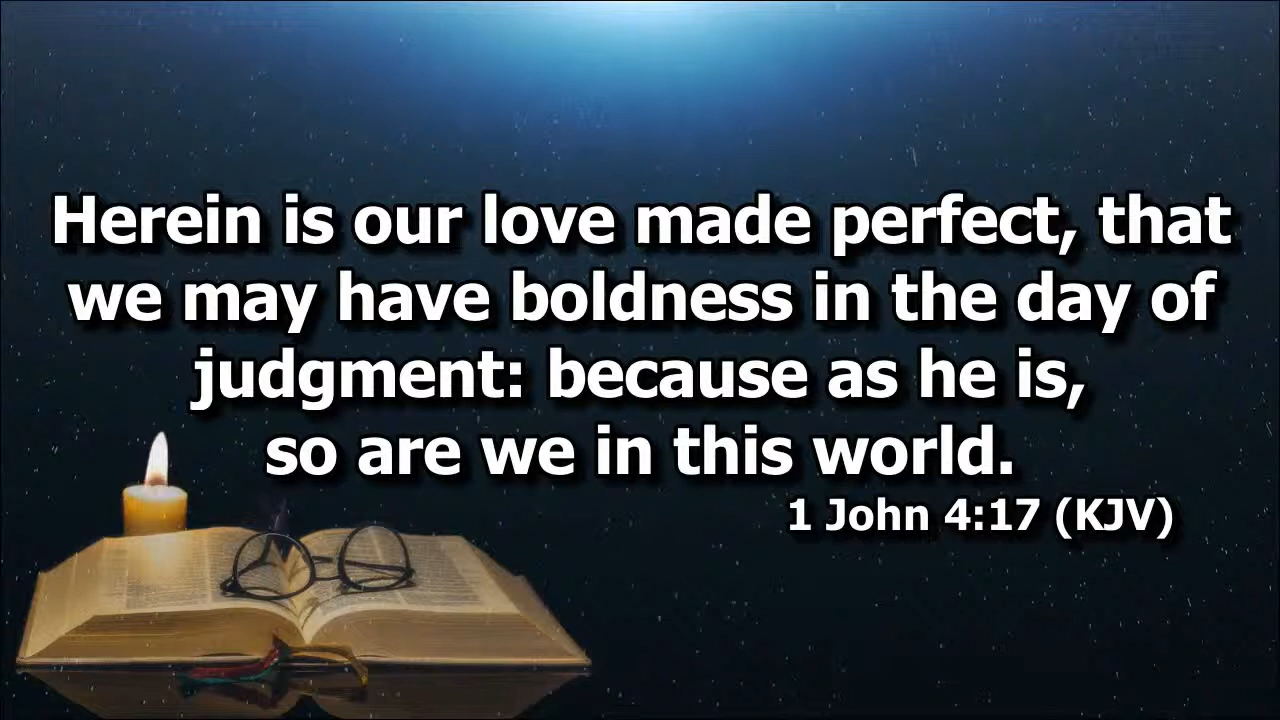 Herein is our love made perfect, that
we may have boldness in the day of
judgment: because as he is,
so are we in this world.
1 John 4:17 (KJV)